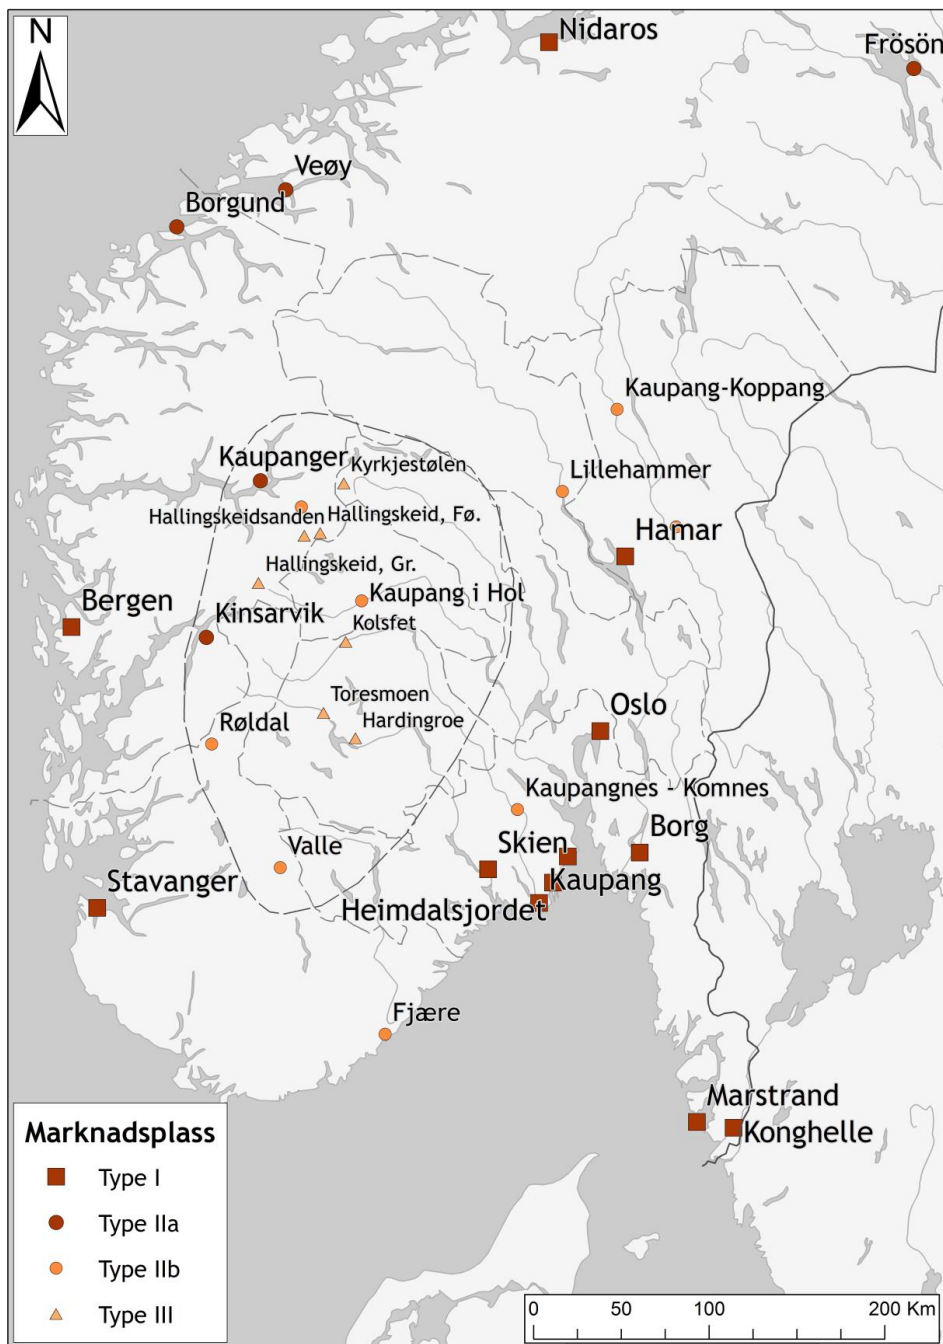 N
Nidaros
Frösön
Veøy
Borgund
Kaupang-Koppang
Kaupanger
Kyrkjestølen
Lillehammer
Hallingskeidsanden
Hallingskeid, Fø.
Hamar
Hallingskeid, Gr.
Kaupang i Hol
Bergen
Kinsarvik
Kolsfet
Toresmoen
Oslo
Hardingroe
Røldal
Kaupangnes - Komnes
Borg
Skien
Valle
Stavanger
Kaupang
Heimdalsjordet
Fjære
Marstrand
Konghelle
Marknadsplass
Type I
Type IIa
Type IIb
Type III
0 50 100 200 Km